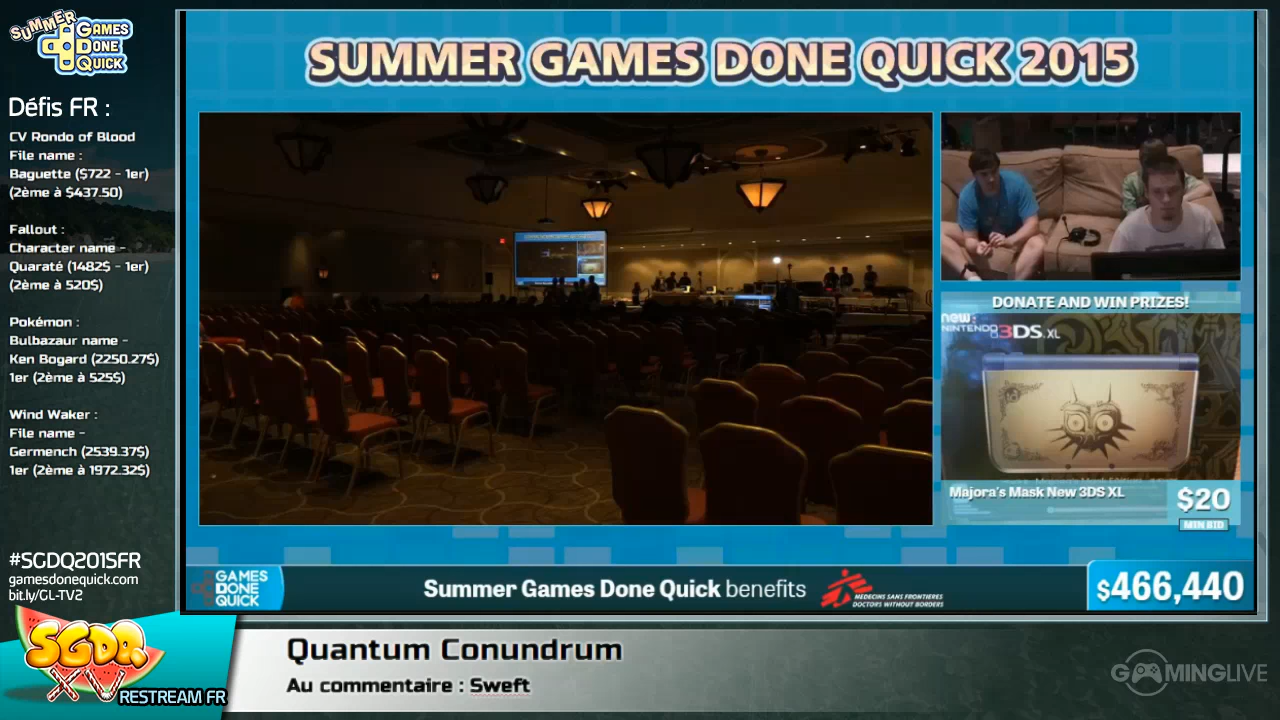 SUMMER
GAMES
DONE
QUICK
SUMMER GAMES DONE QUICK 2015
Défis FR :
CV Rondo of Blood
File name :
Baguette ($722 - 1er)
(2ème à $437.50)
Fallout :
Character name -
Quaraté (1482$ - 1er)
(2ème à 520$)
Pokémon :
Bulbazaur name -
Ken Bogard (2250.27$)
1er (2ème à 525$)
Wind Waker :
File name -
Germench (2539.37$)
1er (2ème à 1972.32$)
#SGDQ2015FR
gamesdonequick.com
bit.ly/GL-TV2
DONATE AND WIN PRIZES!
new
NINTENDO 3DS XL
Majora's Mask New 3DS XL
$20
MIN BID
GAMES
DONE
QUICK
Summer Games Done Quick benefits
MEDECINS SANS FRONTIERES
DOCTORS WITHOUT BORDERS
$466,440
SGDQ
XV
RESTREAM FR
Quantum Conundrum
Au commentaire : Sweft
GAMINGLIVE